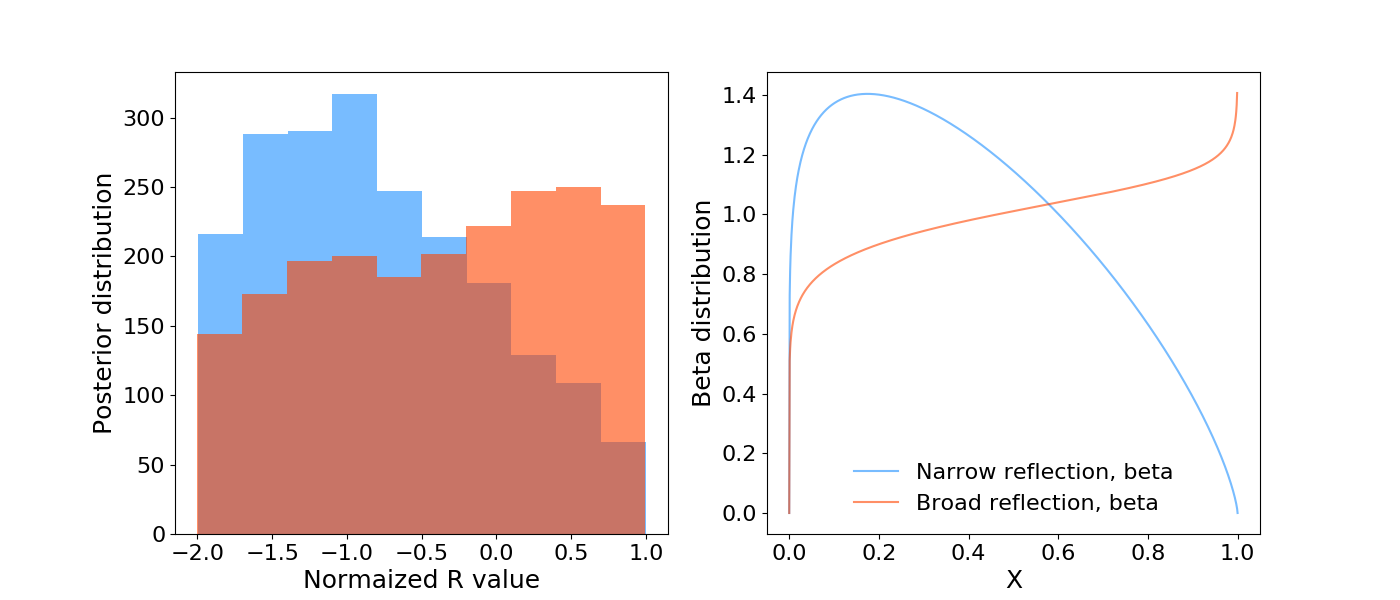 Posterior distribution
300
250
200
150
100
50
0
−2.0 −1.5 −1.0 −0.5 0.0 0.5 1.0
Normaized R value
Beta distribution
1.4
1.2
1.0
0.8
0.6
0.4
0.2
0.0
Narrow reflection, beta
Broad reflection, beta
0.0 0.2 0.4 0.6 0.8 1.0
X